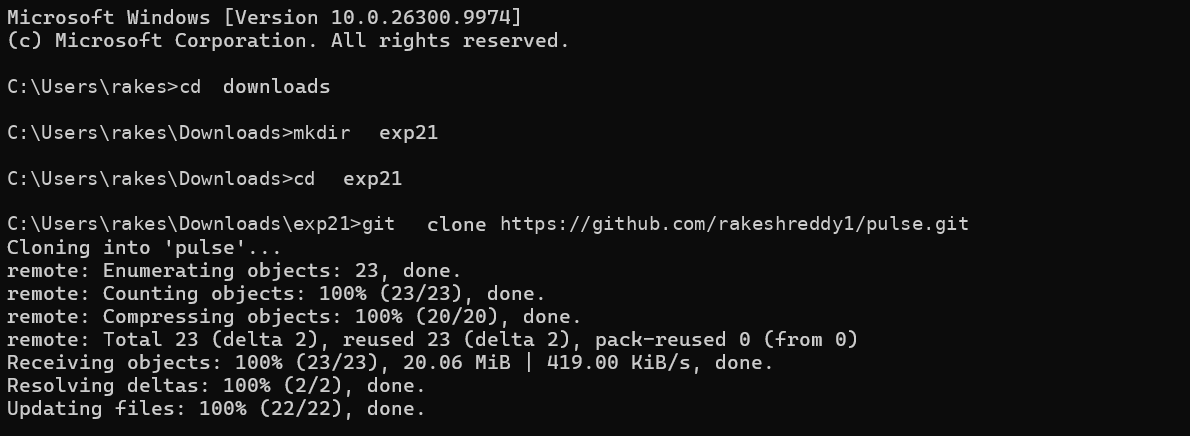 Microsoft Windows [Version 10.0.26300.9974]
(c) Microsoft Corporation. All rights reserved.
C:\Users\rakes>cd downloads
C:\Users\rakes\Downloads>mkdir exp21
C:\Users\rakes\Downloads>cd exp21
C:\Users\rakes\Downloads\exp21>git clone https://github.com/rakeshreddy1/pulse.git
Cloning into 'pulse'...
remote: Enumerating objects: 23, done.
remote: Counting objects: 100% (23/23), done.
remote: Compressing objects: 100% (20/20), done.
remote: Total 23 (delta 2), reused 23 (delta 2), pack-reused 0 (from 0)
Receiving objects: 100% (23/23), 20.06 MiB | 419.00 KiB/s, done.
Resolving deltas: 100% (2/2), done.
Updating files: 100% (22/22), done.